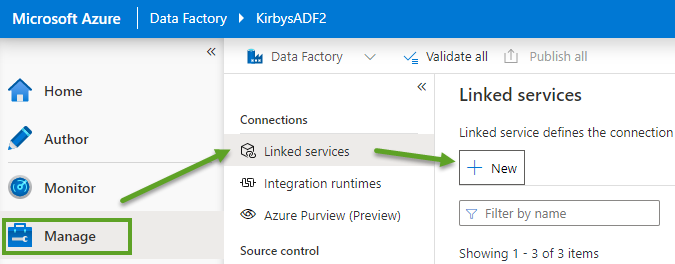 Microsoft Azure Data Factory KirbysADF2
Home
Author
Monitor
Manage
Data Factory Validate all Publish all
Connections
Linked services
Integration runtimes
Azure Purview (Preview)
Source control
Linked services
Linked service defines the connection
New
Filter by name
Showing 1 - 3 of 3 items